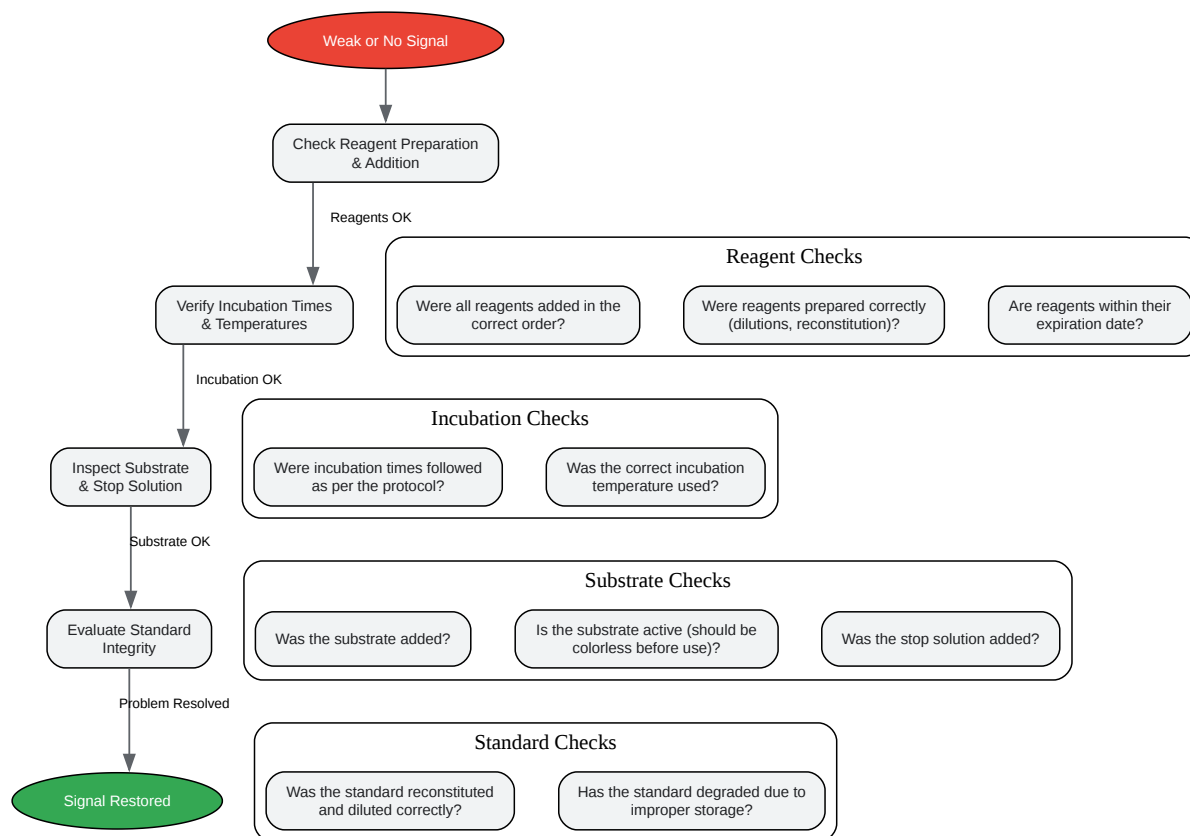 Weak or No Signal
Check Reagent Preparation
& Addition
Reagents OK
Reagent Checks
Verify Incubation Times
& Temperatures
Were all reagents added in the
correct order?
Were reagents prepared correctly
(dilutions, reconstitution)?
Are reagents within their
expiration date?
Incubation OK
Incubation Checks
Inspect Substrate
& Stop Solution
Were incubation times followed
as per the protocol?
Was the correct incubation
temperature used?
Substrate OK
Substrate Checks
Evaluate Standard
Integrity
Was the substrate added?
Is the substrate active (should be
colorless before use)?
Was the stop solution added?
Problem Resolved
Standard Checks
Signal Restored
Was the standard reconstituted
and diluted correctly?
Has the standard degraded due to
improper storage?